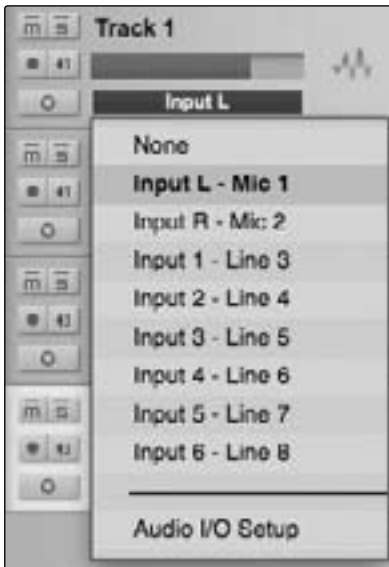 m s Track 1
Input L
m s
None
Input L - Mic 1
Input R - Mic 2
Input 1 - Line 3
m s
Input 2 - Line 4
Input 3 - Line 5
Input 4 - Line 6
m s
Input 5 - Line 7
Input 6 - Line 8
Audio I/O Setup